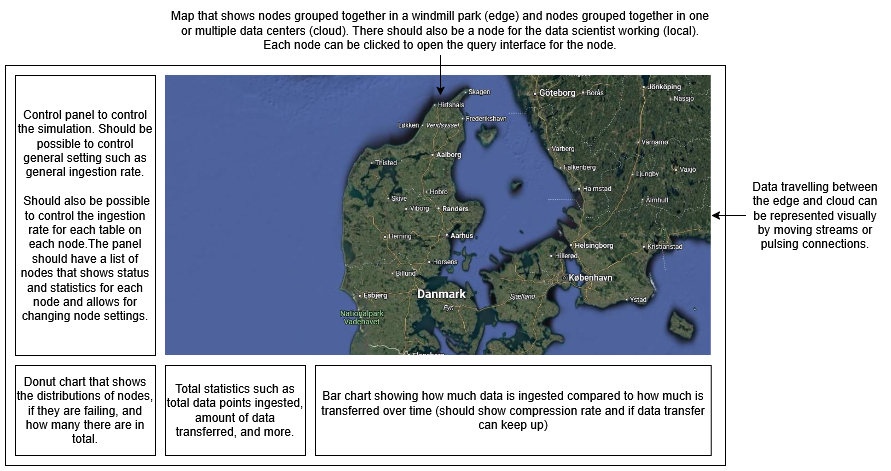 Map that shows nodes grouped together in a windmill park (edge) and nodes grouped together in one
or multiple data centers (cloud). There should also be a node for the data scientist working (local).
Each node can be clicked to open the query interface for the node.
Control panel to control
the simulation. Should be
possible to control
general setting such as
general ingestion rate.
Should also be possible
to control the ingestion
rate for each table on
each node.The panel
should have a list of
nodes that shows status
and statistics for each
node and allows for
changing node settings.
Skagen
Hirtshals
Frederikshavn
Løkken
Vendsyssel
Aalborg
Thisted
Hobro
Skive
Viborg
Randers
Herning
Aarhus
Horsens
Billund
Esbjerg
Danmark
Fyn
Nationalpark
Vadehavet
Flensburg
Göteborg
Borås
Jönköping
Nässjö
Varberg
Värnamo
Falkenberg
Ljungby
Växjö
Halmstad
Älmhult
Helsingborg
Kristianstad
Hillerød
København
Sjælland
Ystad
Data travelling between
the edge and cloud can
be represented visually
by moving streams or
pulsing connections.
Donut chart that shows
the distributions of nodes,
if they are failing, and
how many there are in
total.
Total statistics such as
total data points ingested,
amount of data
transferred, and more.
Bar chart showing how much data is ingested compared to how much is
transferred over time (should show compression rate and if data transfer
can keep up)